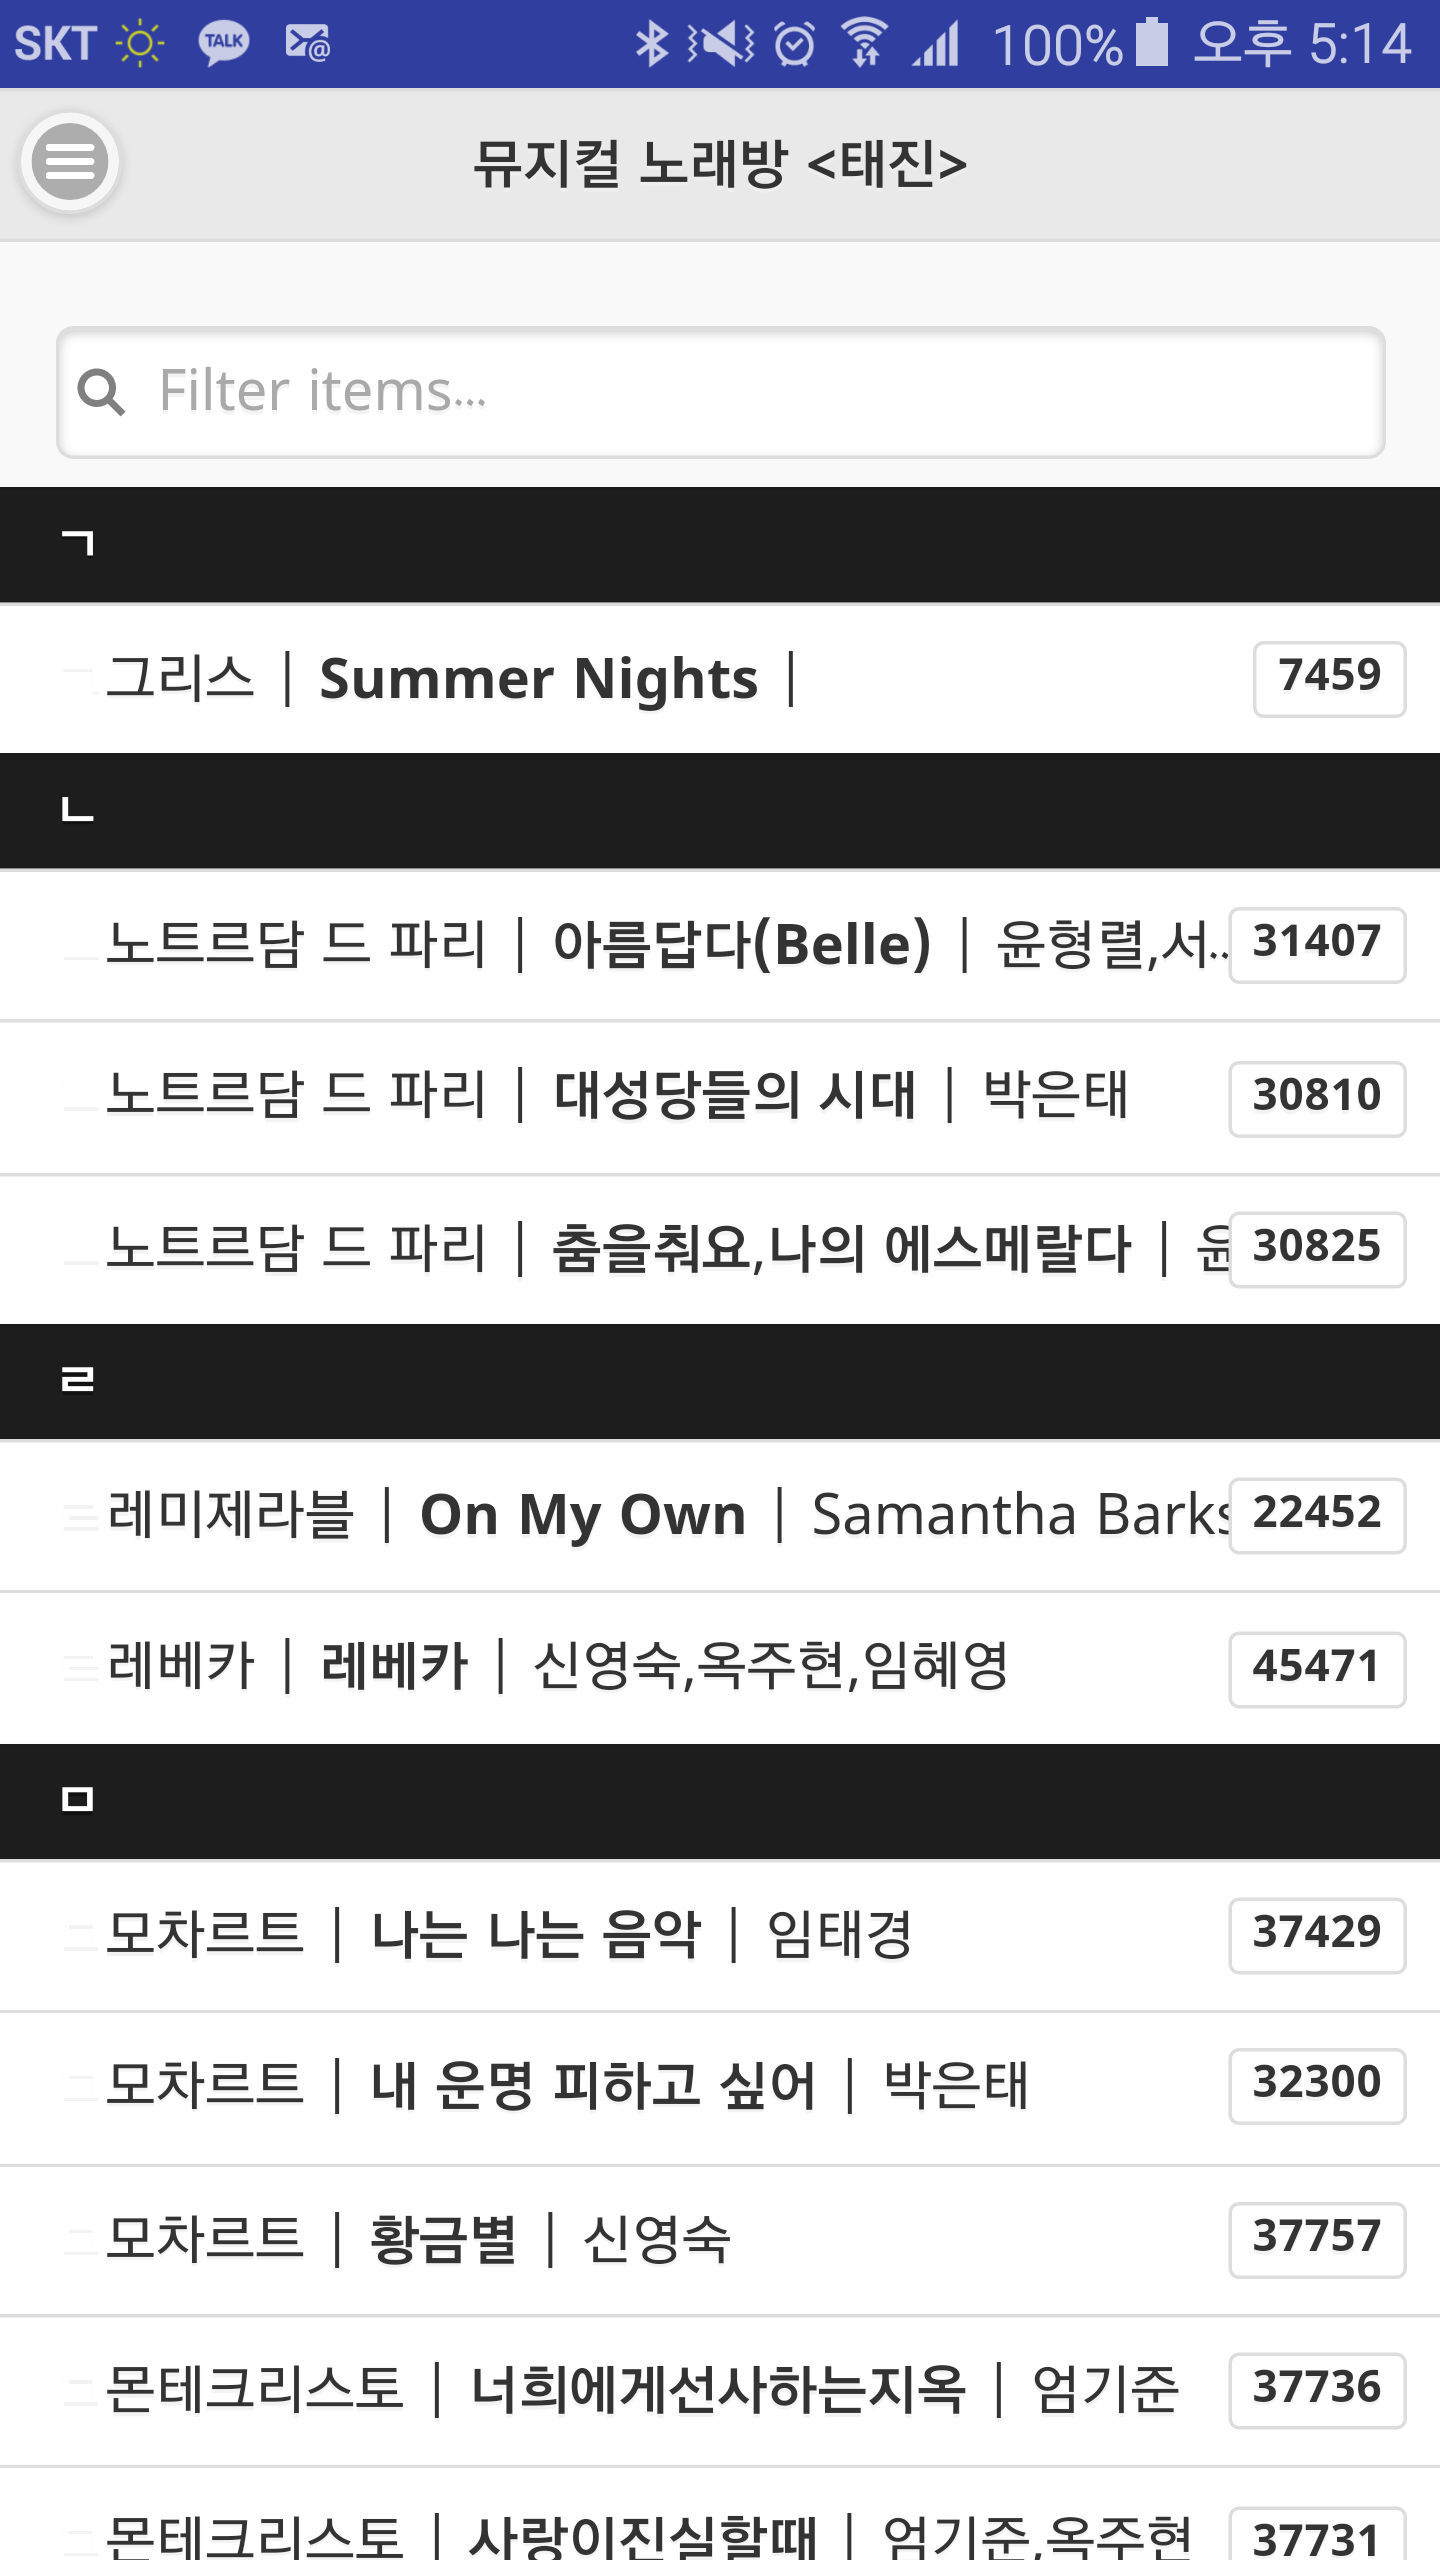 SKT TALK @ 100% 오후 5:14
뮤지컬 노래방 <태진>
Filter items...
ㄱ
그리스 | Summer Nights | 7459
ㄴ
노트르담 드 파리 | 아름답다(Belle) | 윤형렬,서.. 31407
노트르담 드 파리 | 대성당들의 시대 | 박은태 30810
노트르담 드 파리 | 춤을춰요,나의 에스메랄다 | 윤 30825
ㄹ
레미제라블 | On My Own | Samantha Barks 22452
레베카 | 레베카 | 신영숙,옥주현,임혜영 45471
ㅁ
모차르트 | 나는 나는 음악 | 임태경 37429
모차르트 | 내 운명 피하고 싶어 | 박은태 32300
모차르트 | 황금별 | 신영숙 37757
몬테크리스토 | 너희에게선사하는지옥 | 엄기준 37736
몬테크리스토 | 사랑이진실할때 | 엄기준,옥주현 37731